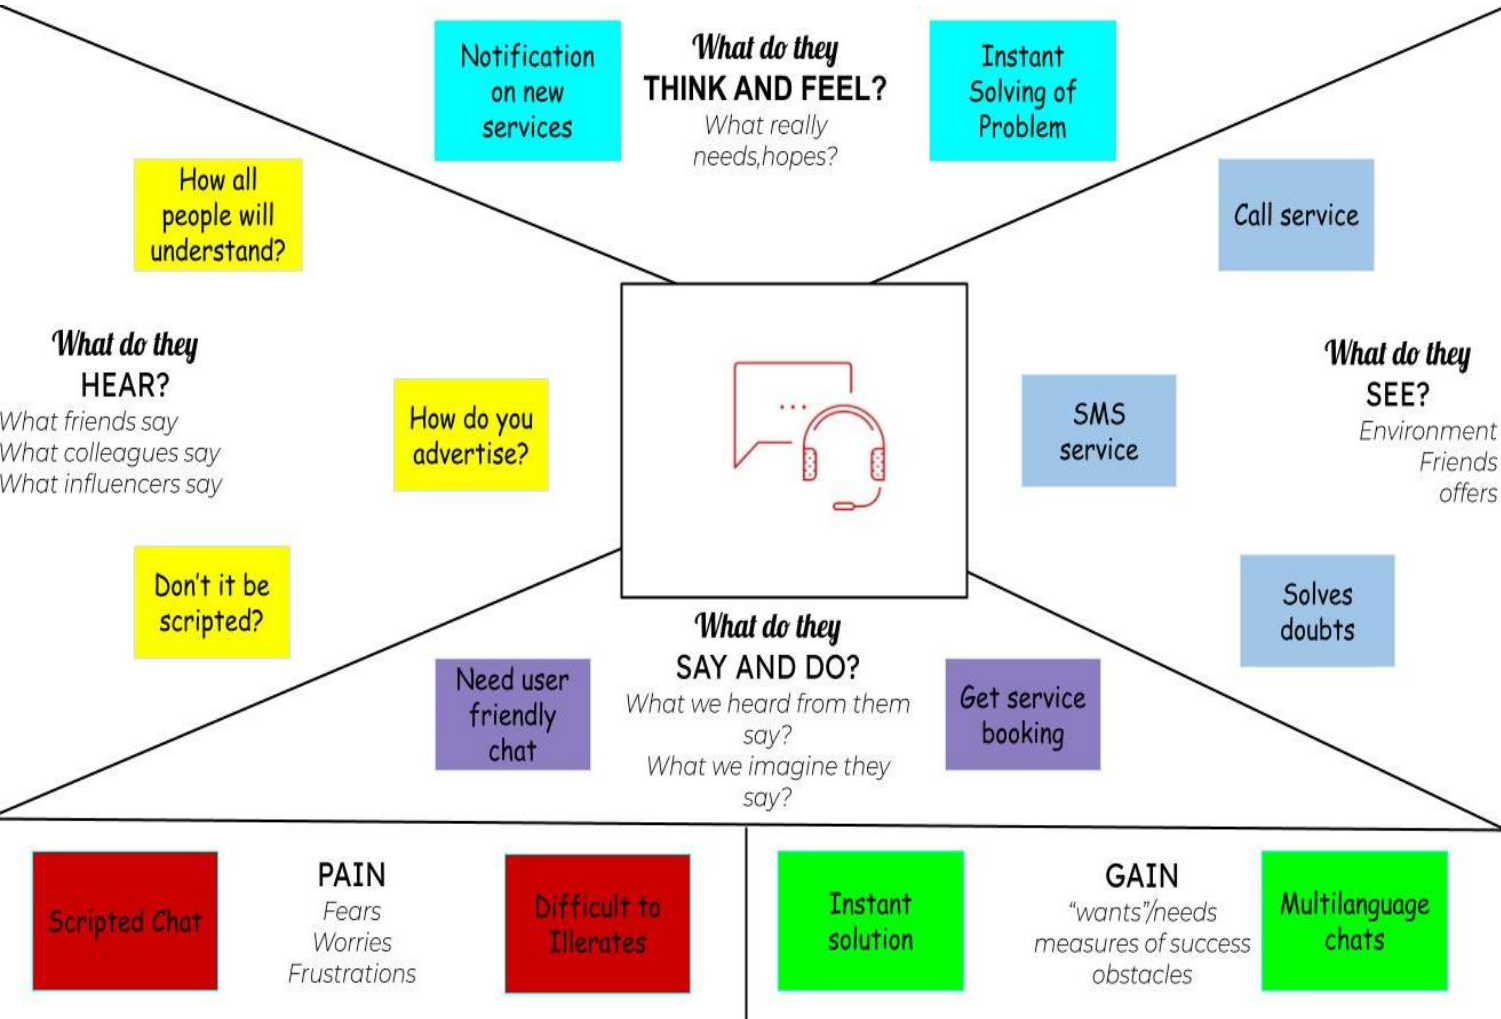 Notification
on new
services
What do they
THINK AND FEEL?
What really
needs,hopes?
Instant
Solving of
Problem
How all
people will
understand?
What do they
HEAR?
What friends say
What colleagues say
What influencers say
How do you
advertise?
Don't it be
scripted?
Call service
SMS
service
What do they
SEE?
Environment
Friends
offers
Solves
doubts
Need user
friendly
chat
What do they
SAY AND DO?
What we heard from them
say?
What we imagine they
say?
Get service
booking
Scripted Chat
PAIN
Fears
Worries
Frustrations
Difficult to
Illerates
Instant
solution
GAIN
“wants”/needs
measures of success
obstacles
Multilanguage
chats